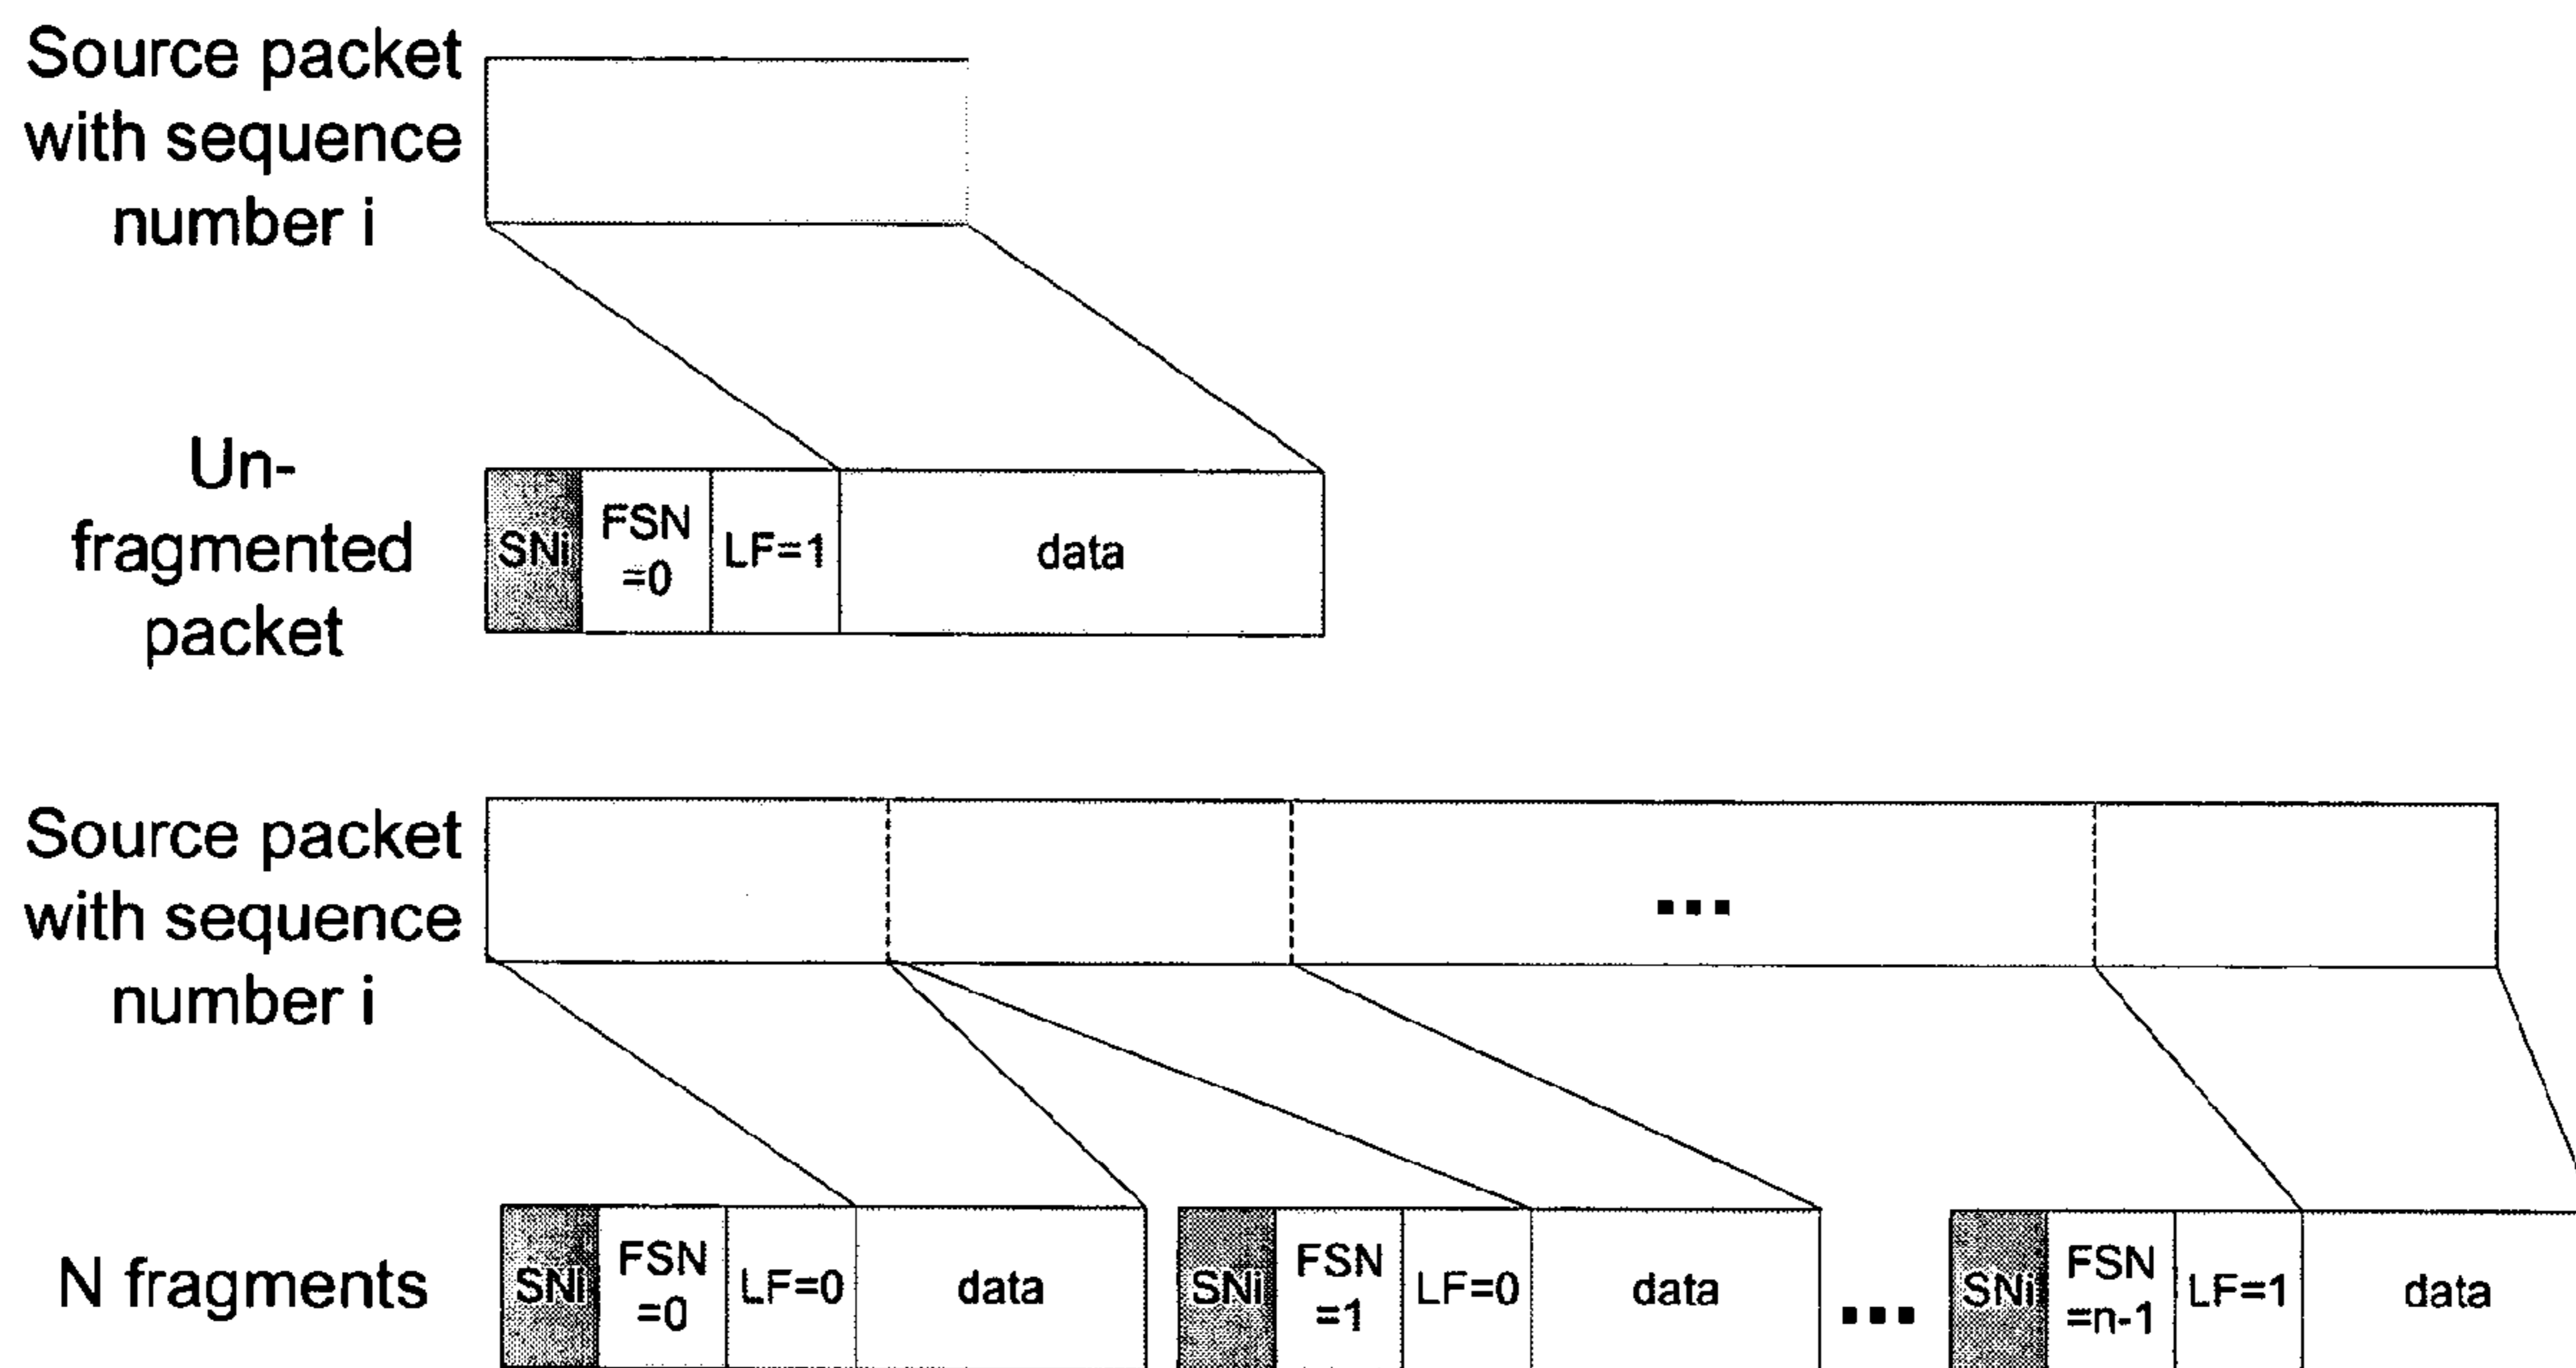 Source packet
with sequence
number i
Un-
fragmented
packet
SNi
FSN
=0
LF=1
data
Source packet
with sequence
number i
...
N fragments
SNi
FSN
=0
LF=0
data
SNi
FSN
=1
LF=0
data
...
SNi
FSN
=n-1
LF=1
data